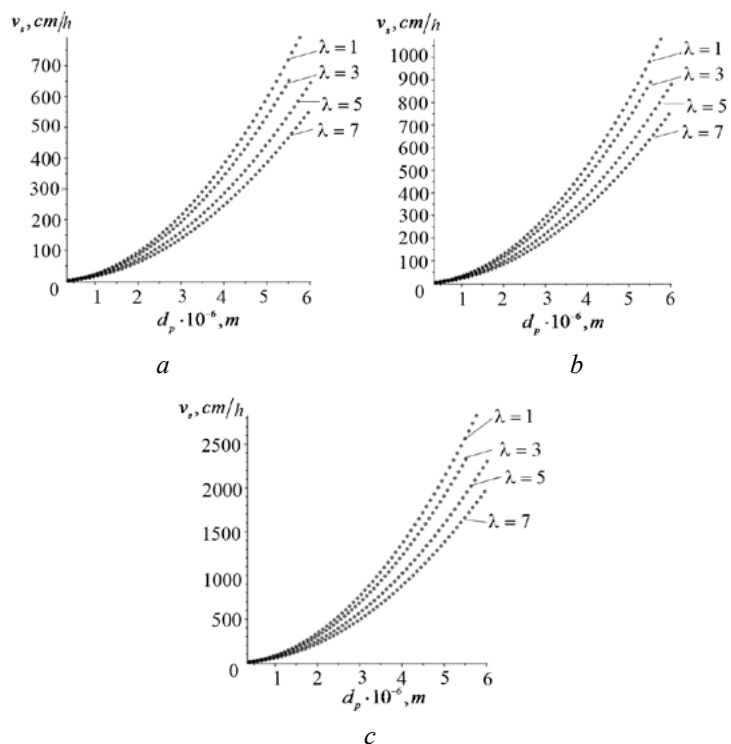 v_s, cm/h
700
600
500
400
300
200
100
0
1 2 3 4 5 6
d_p · 10^-6, m
λ = 1
λ = 3
λ = 5
λ = 7
a
v_s, cm/h
1000
900
800
700
600
500
400
300
200
100
0
1 2 3 4 5 6
d_p · 10^-6, m
λ = 1
λ = 3
λ = 5
λ = 7
b
v_s, cm/h
2500
2000
1500
1000
500
0
1 2 3 4 5 6
d_p · 10^-6, m
λ = 1
λ = 3
λ = 5
λ = 7
c